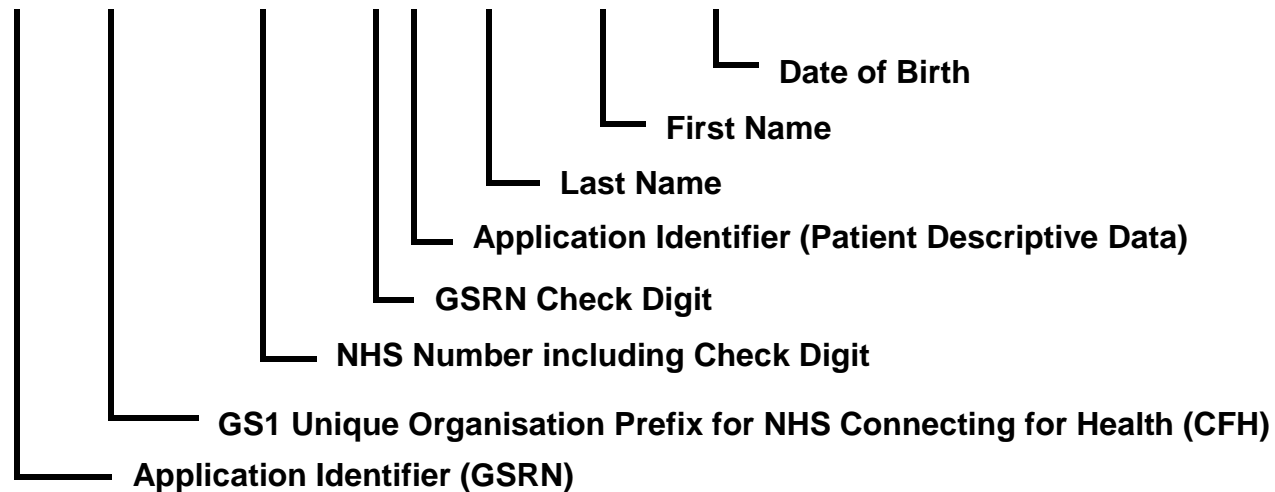 Date of Birth
First Name
Last Name
Application Identifier (Patient Descriptive Data)
GSRN Check Digit
NHS Number including Check Digit
GS1 Unique Organisation Prefix for NHS Connecting for Health (CFH)
Application Identifier (GSRN)